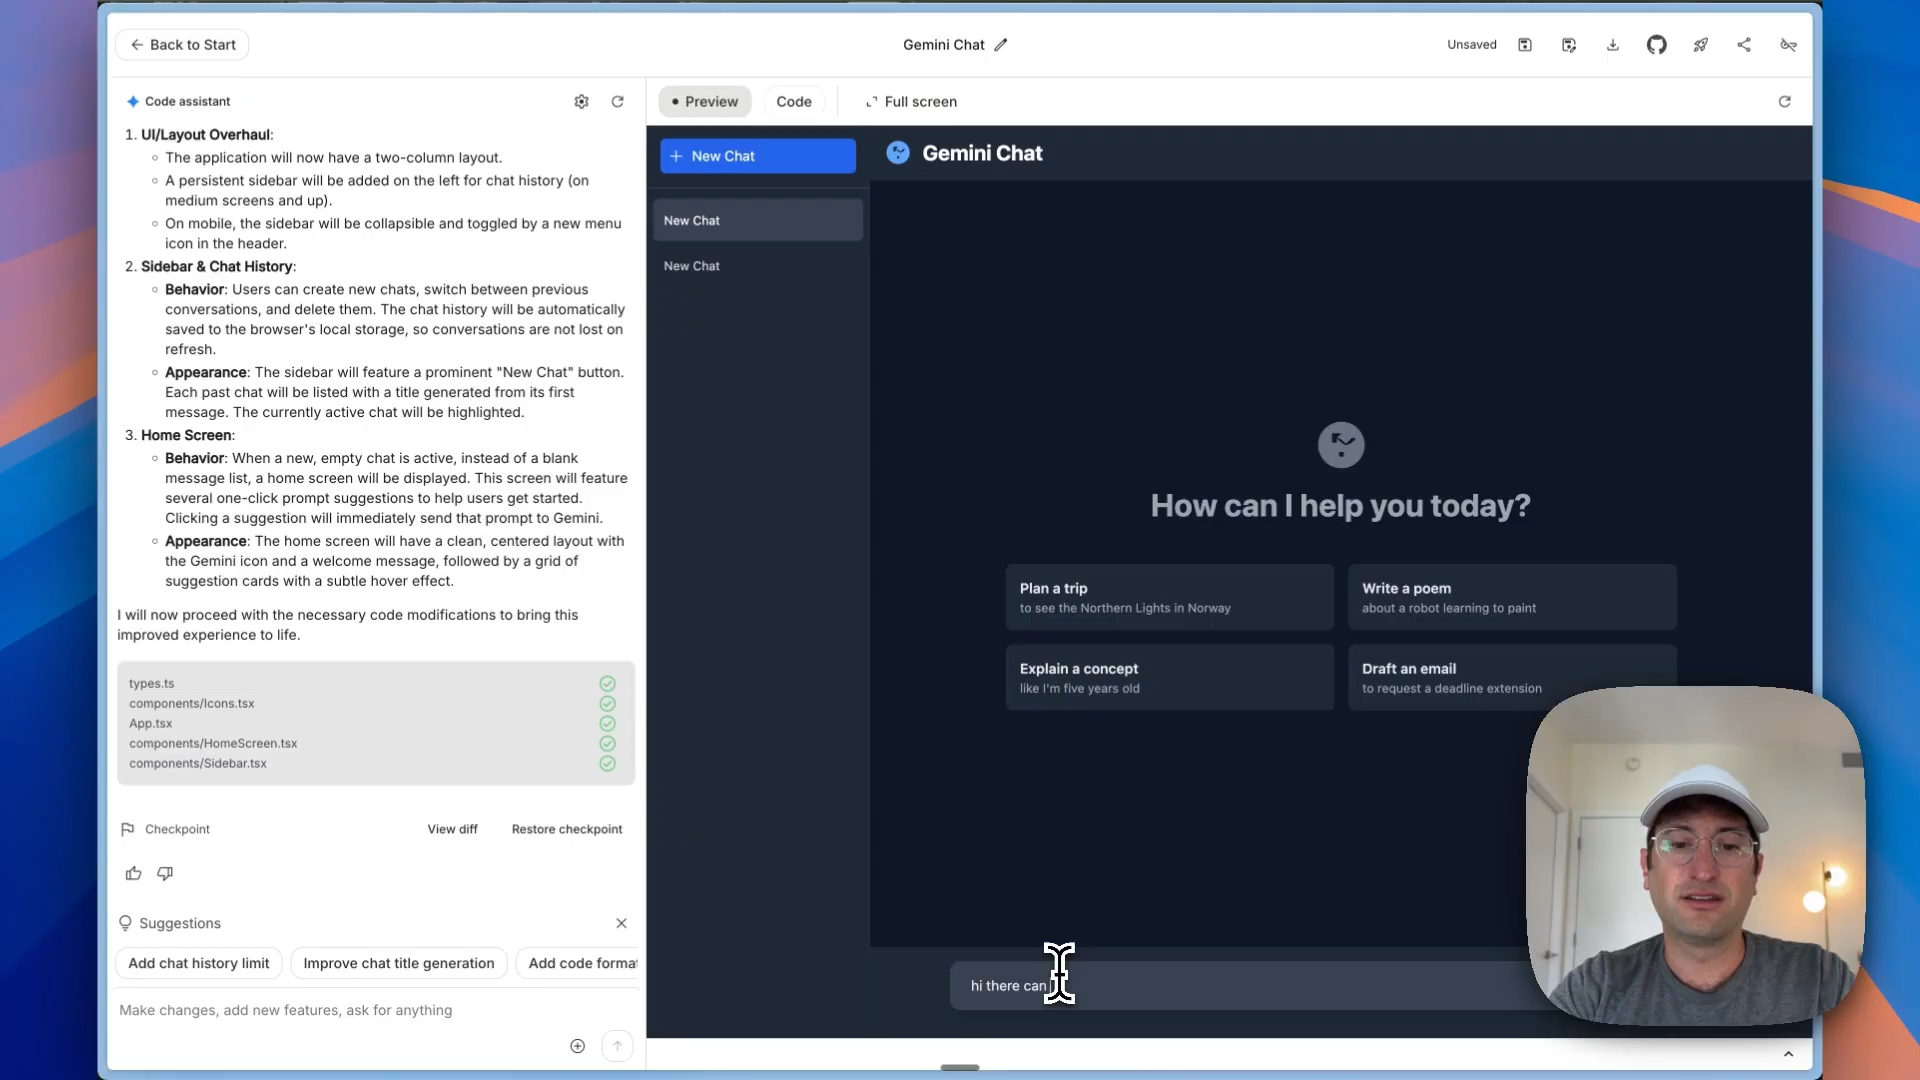 Back to Start
Gemini Chat
Unsaved
Code assistant
Preview
Code
Full screen
1. UI/Layout Overhaul:
The application will now have a two-column layout.
A persistent sidebar will be added on the left for chat history (on
medium screens and up).
On mobile, the sidebar will be collapsible and toggled by a new menu
icon in the header.
2. Sidebar & Chat History:
Behavior: Users can create new chats, switch between previous
conversations, and delete them. The chat history will be automatically
saved to the browser's local storage, so conversations are not lost on
refresh.
Appearance: The sidebar will feature a prominent "New Chat" button.
Each past chat will be listed with a title generated from its first
message. The currently active chat will be highlighted.
3. Home Screen:
Behavior: When a new, empty chat is active, instead of a blank
message list, a home screen will be displayed. This screen will feature
several one-click prompt suggestions to help users get started.
Clicking a suggestion will immediately send that prompt to Gemini.
Appearance: The home screen will have a clean, centered layout with
the Gemini icon and a welcome message, followed by a grid of
suggestion cards with a subtle hover effect.
I will now proceed with the necessary code modifications to bring this
improved experience to life.
types.ts
components/Icons.tsx
App.tsx
components/HomeScreen.tsx
components/Sidebar.tsx
Checkpoint
View diff
Restore checkpoint
Suggestions
Add chat history limit
Improve chat title generation
Add code format
Make changes, add new features, ask for anything
New Chat
New Chat
New Chat
Gemini Chat
How can I help you today?
Plan a trip
to see the Northern Lights in Norway
Write a poem
about a robot learning to paint
Explain a concept
like I'm five years old
Draft an email
to request a deadline extension
hi there can